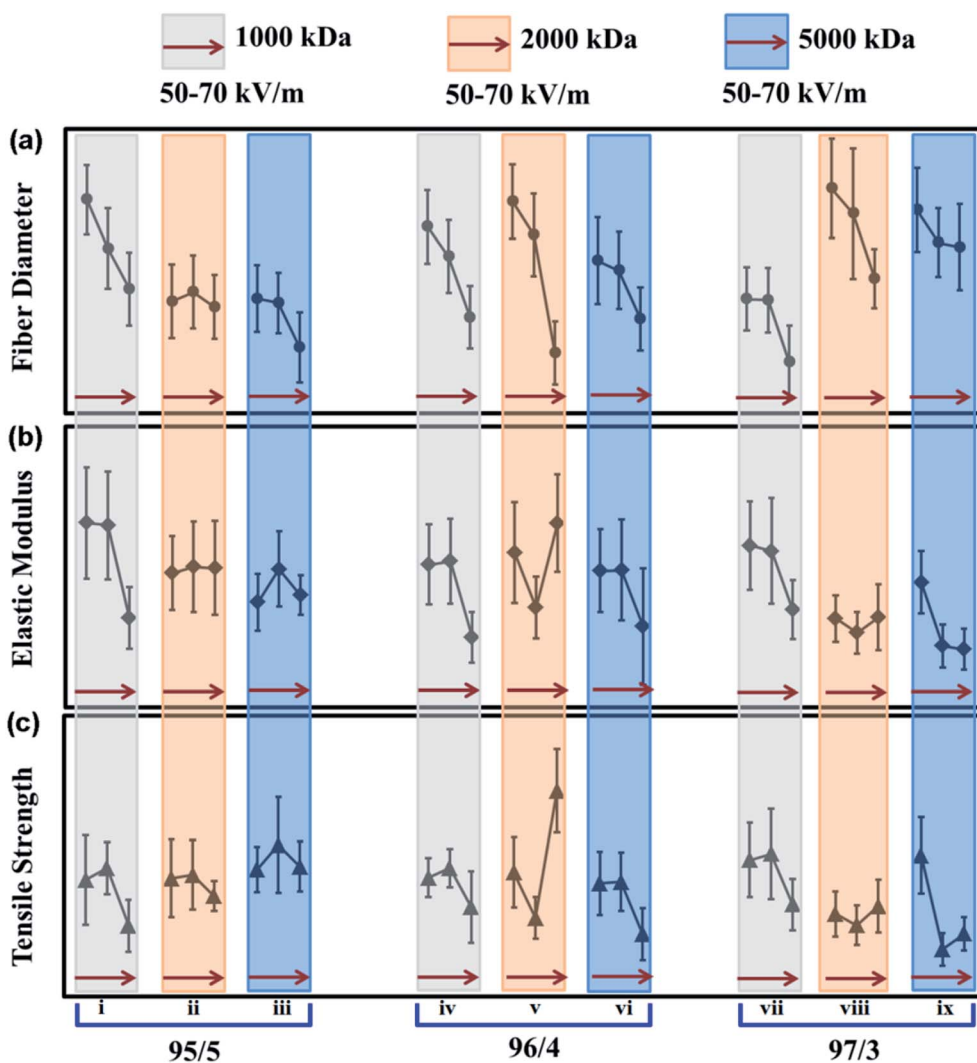 1000 kDa 2000 kDa 5000 kDa
50-70 kV/m 50-70 kV/m 50-70 kV/m
(a)
Fiber Diameter
(b)
Elastic Modulus
(c)
Tensile Strength
i ii iii iv v vi vii viii ix
95/5 96/4 97/3